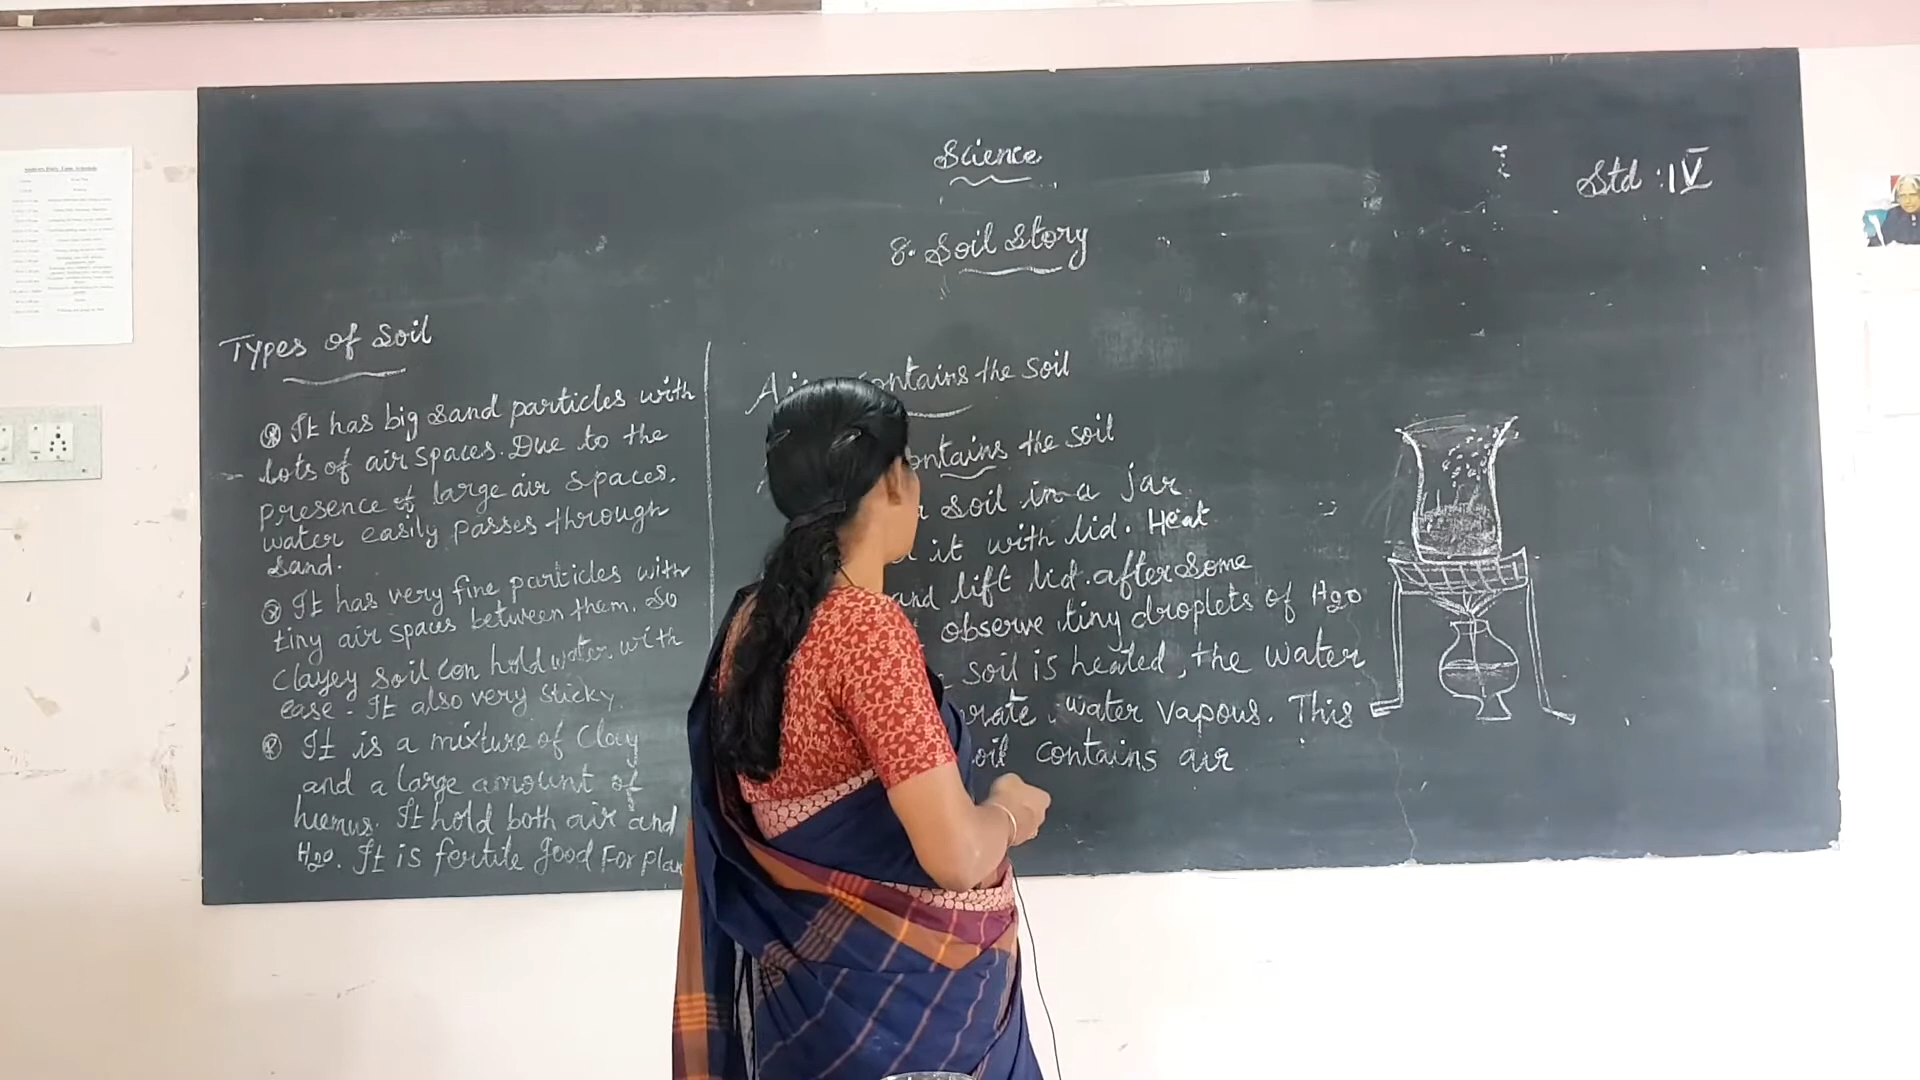 Science
Std : IV
8. Soil Story
Types of Soil
It has big sand particles with
lots of air spaces. Due to the
presence of large air spaces.
water easily passes through
sand.
It has very fine particles with
tiny air spaces between them. So
Clayey soil can hold water with
ease. It also very sticky.
It is a mixture of Clay
and a large amount of
humus. It hold both air and
H2O. It is fertile good For plan
contains the soil
contains the soil
soil in a jar
it with lid. Heat
and lift lid. after some
observe tiny droplets of H2O
soil is heated, the water
water vapous. This
soil contains air